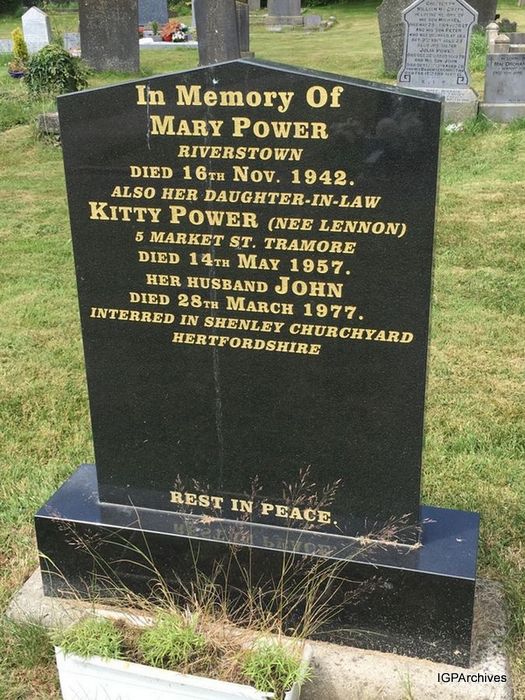 In Memory Of
MARY POWER
RIVERSTOWN
DIED 16TH NOV. 1942.
ALSO HER DAUGHTER-IN-LAW
KITTY POWER (NEE LENNON)
5 MARKET ST. TRAMORE
DIED 14TH MAY 1957.
HER HUSBAND JOHN
DIED 28TH MARCH 1977.
INTERRED IN SHENLEY CHURCHYARD
HERTFORDSHIRE
REST IN PEACE.
IGPArchives